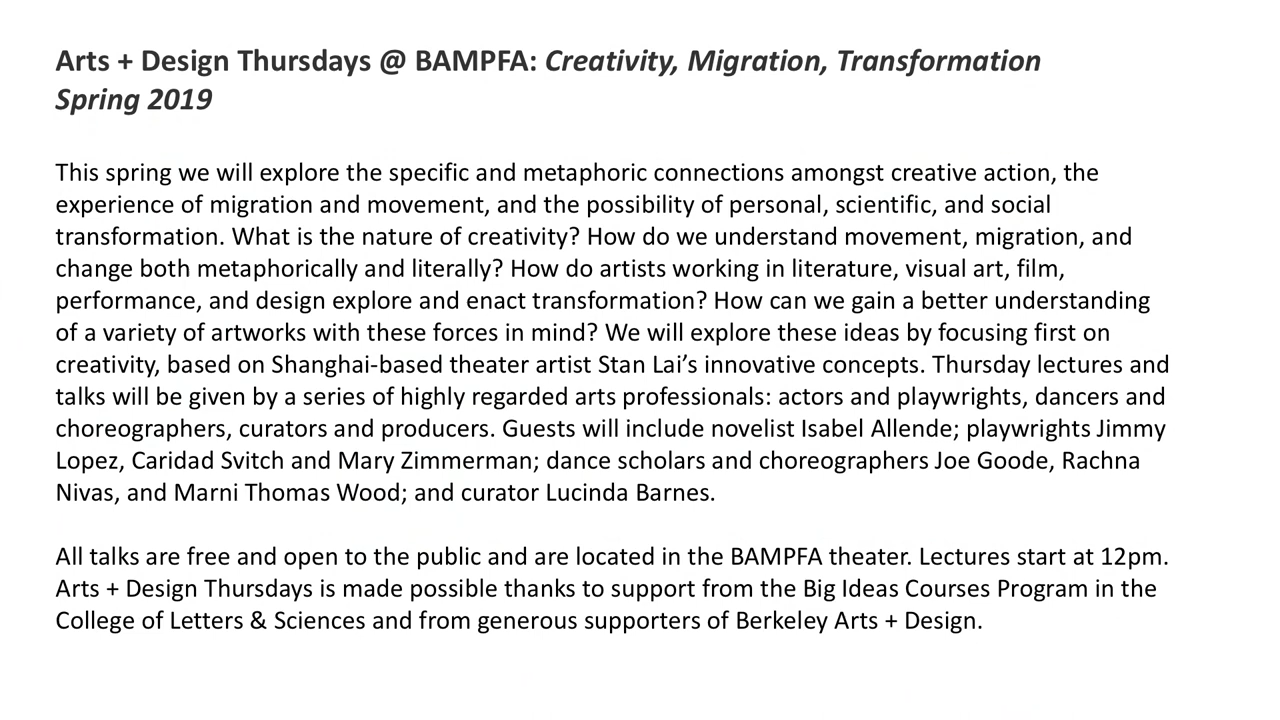 Arts + Design Thursdays @ BAMPFA: Creativity, Migration, Transformation
Spring 2019
This spring we will explore the specific and metaphoric connections amongst creative action, the
experience of migration and movement, and the possibility of personal, scientific, and social
transformation. What is the nature of creativity? How do we understand movement, migration, and
change both metaphorically and literally? How do artists working in literature, visual art, film,
performance, and design explore and enact transformation? How can we gain a better understanding
of a variety of artworks with these forces in mind? We will explore these ideas by focusing first on
creativity, based on Shanghai-based theater artist Stan Lai’s innovative concepts. Thursday lectures and
talks will be given by a series of highly regarded arts professionals: actors and playwrights, dancers and
choreographers, curators and producers. Guests will include novelist Isabel Allende; playwrights Jimmy
Lopez, Caridad Svitch and Mary Zimmerman; dance scholars and choreographers Joe Goode, Rachna
Nivas, and Marni Thomas Wood; and curator Lucinda Barnes.
All talks are free and open to the public and are located in the BAMPFA theater. Lectures start at 12pm.
Arts + Design Thursdays is made possible thanks to support from the Big Ideas Courses Program in the
College of Letters & Sciences and from generous supporters of Berkeley Arts + Design.